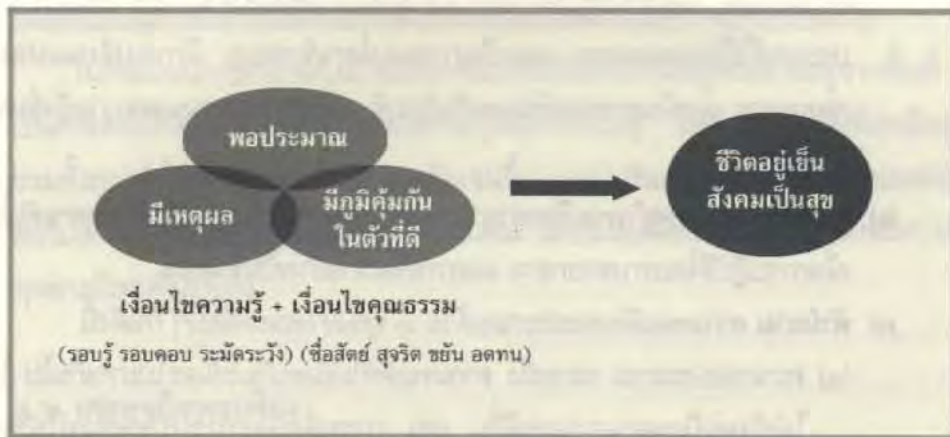 พอประมาณ
มีเหตุผล
มีภูมิคุ้มกัน
ในตัวที่ดี
ชีวิตอยู่เย็น
สังคมเป็นสุข
เงื่อนไขความรู้ + เงื่อนไขคุณธรรม
(รอบรู้ รอบคอบ ระมัดระวัง) (ซื่อสัตย์ สุจริต ขยัน อดทน)